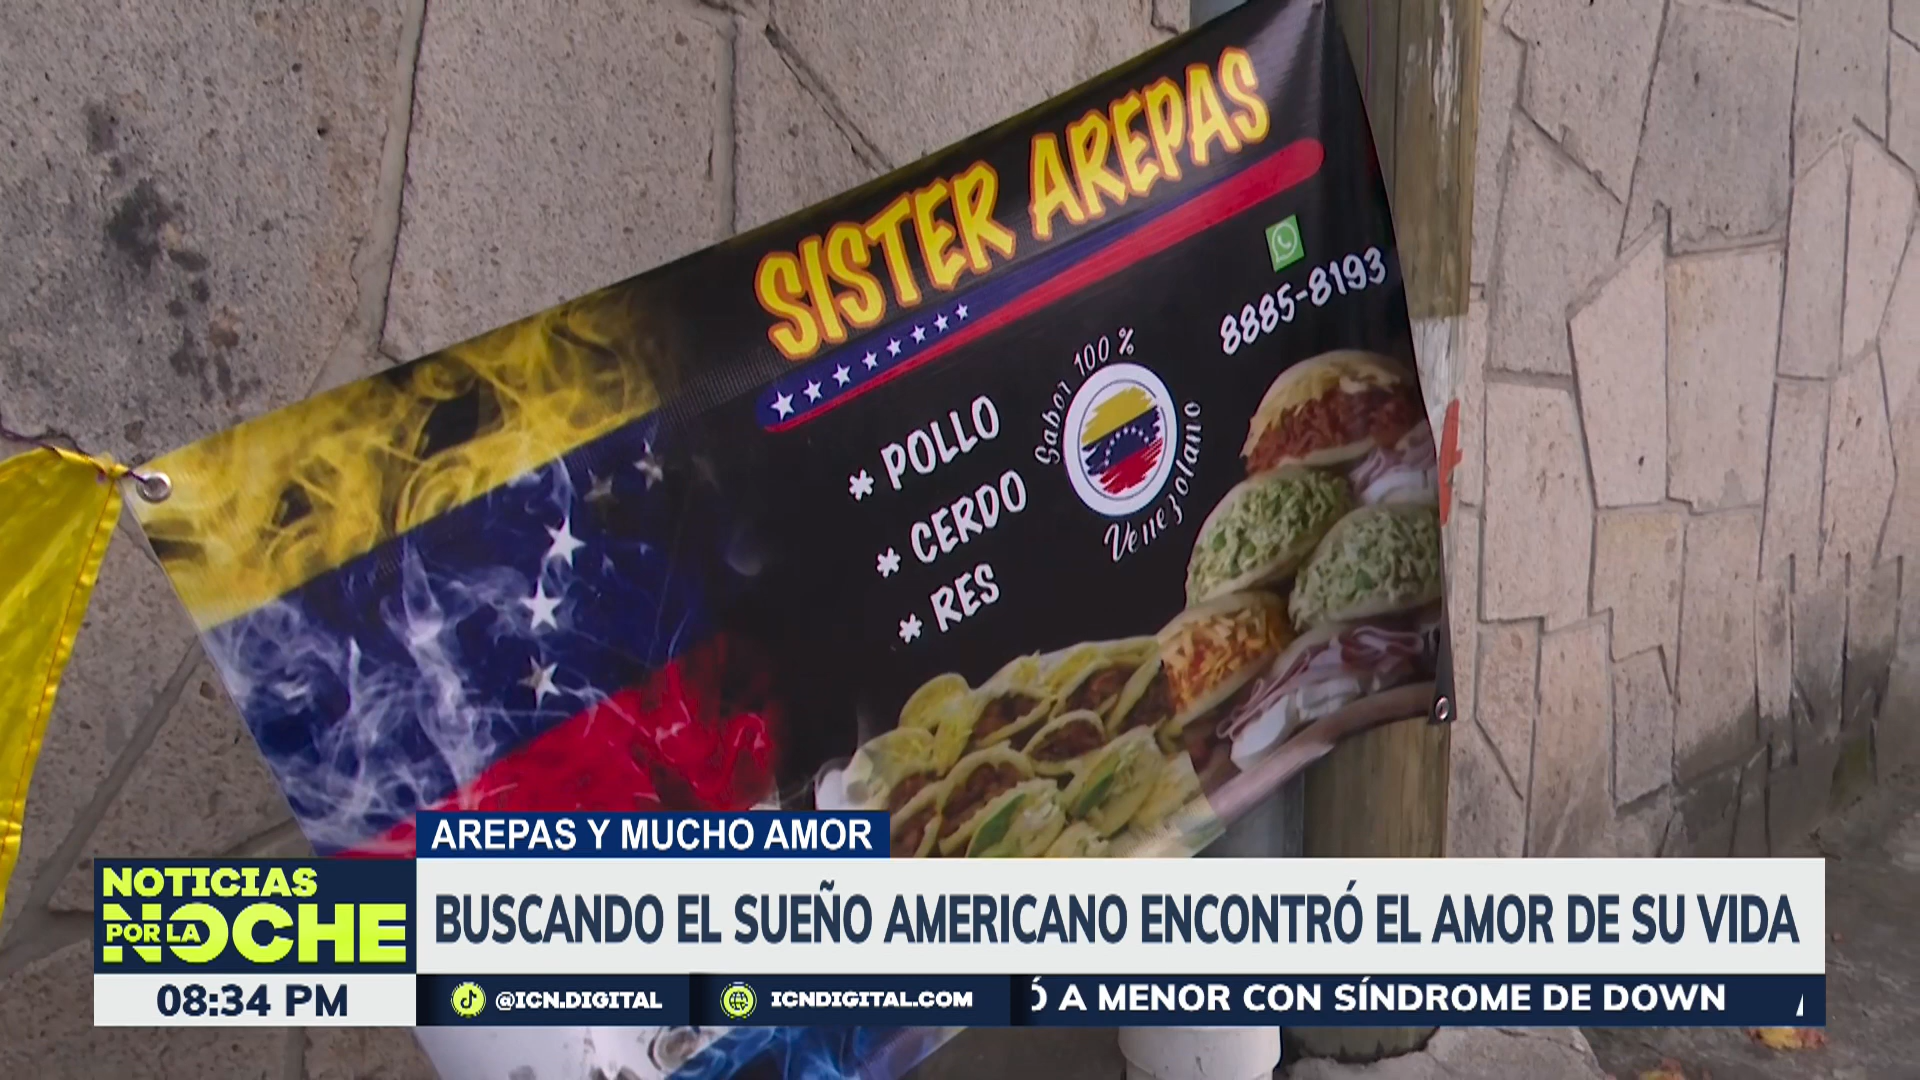 SISTER AREPAS
8885-8193
* POLLO
* CERDO
* RES
Sabor 100 %
Venezolano
AREPAS Y MUCHO AMOR
BUSCANDO EL SUEÑO AMERICANO ENCONTRÓ EL AMOR DE SU VIDA
NOTICIAS
POR LA NOCHE
08:34 PM
@ICN.DIGITAL
ICNDIGITAL.COM
Ó A MENOR CON SÍNDROME DE DOWN